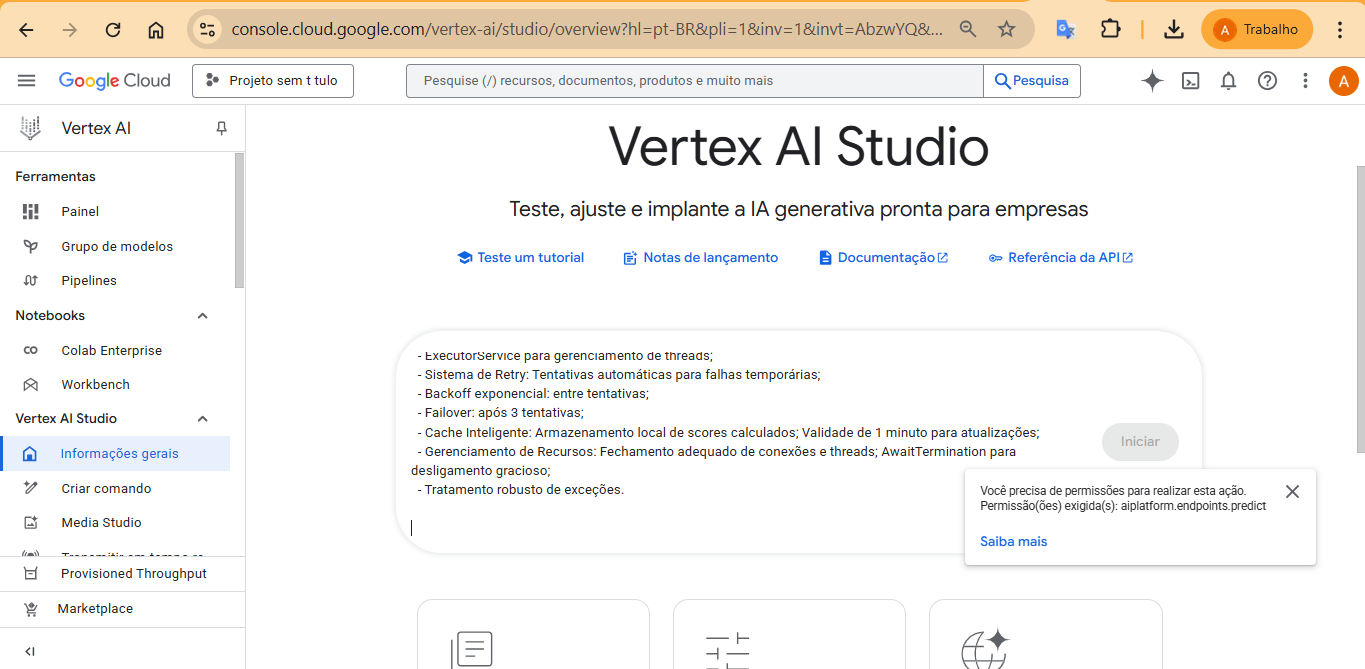 console.cloud.google.com/vertex-ai/studio/overview?hl=pt-BR&pli=1&inv=1&invt=AbzwYQ&...
A Trabalho
Google Cloud
Projeto sem t tulo
Pesquise (/) recursos, documentos, produtos e muito mais
Pesquisa
A
Vertex AI
Ferramentas
Painel
Grupo de modelos
Pipelines
Notebooks
Colab Enterprise
Workbench
Vertex AI Studio
Informações gerais
Criar comando
Media Studio
Transmitir em tempo re
Provisioned Throughput
Marketplace
Vertex AI Studio
Teste, ajuste e implante a IA generativa pronta para empresas
Teste um tutorial
Notas de lançamento
Documentação
Referência da API
- ExecutorService para gerenciamento de threads;
- Sistema de Retry: Tentativas automáticas para falhas temporárias;
- Backoff exponencial: entre tentativas;
- Failover: após 3 tentativas;
- Cache Inteligente: Armazenamento local de scores calculados; Validade de 1 minuto para atualizações;
- Gerenciamento de Recursos: Fechamento adequado de conexões e threads; AwaitTermination para
desligamento gracioso;
- Tratamento robusto de exceções.
Iniciar
Você precisa de permissões para realizar esta ação.
Permissão(ões) exigida(s): aiplatform.endpoints.predict
Saiba mais